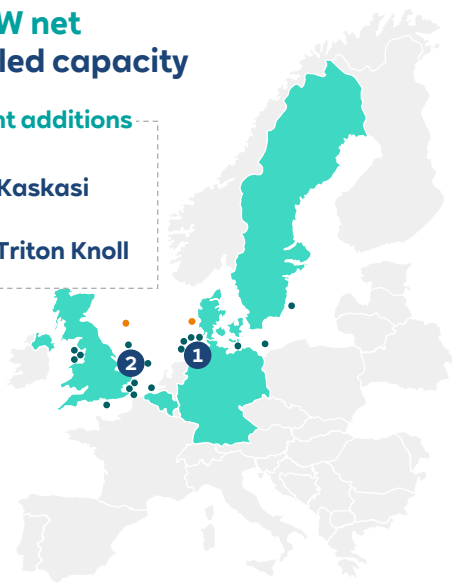 W net
led capacity
nt additions
Kaskasi
Triton Knoll
1
2